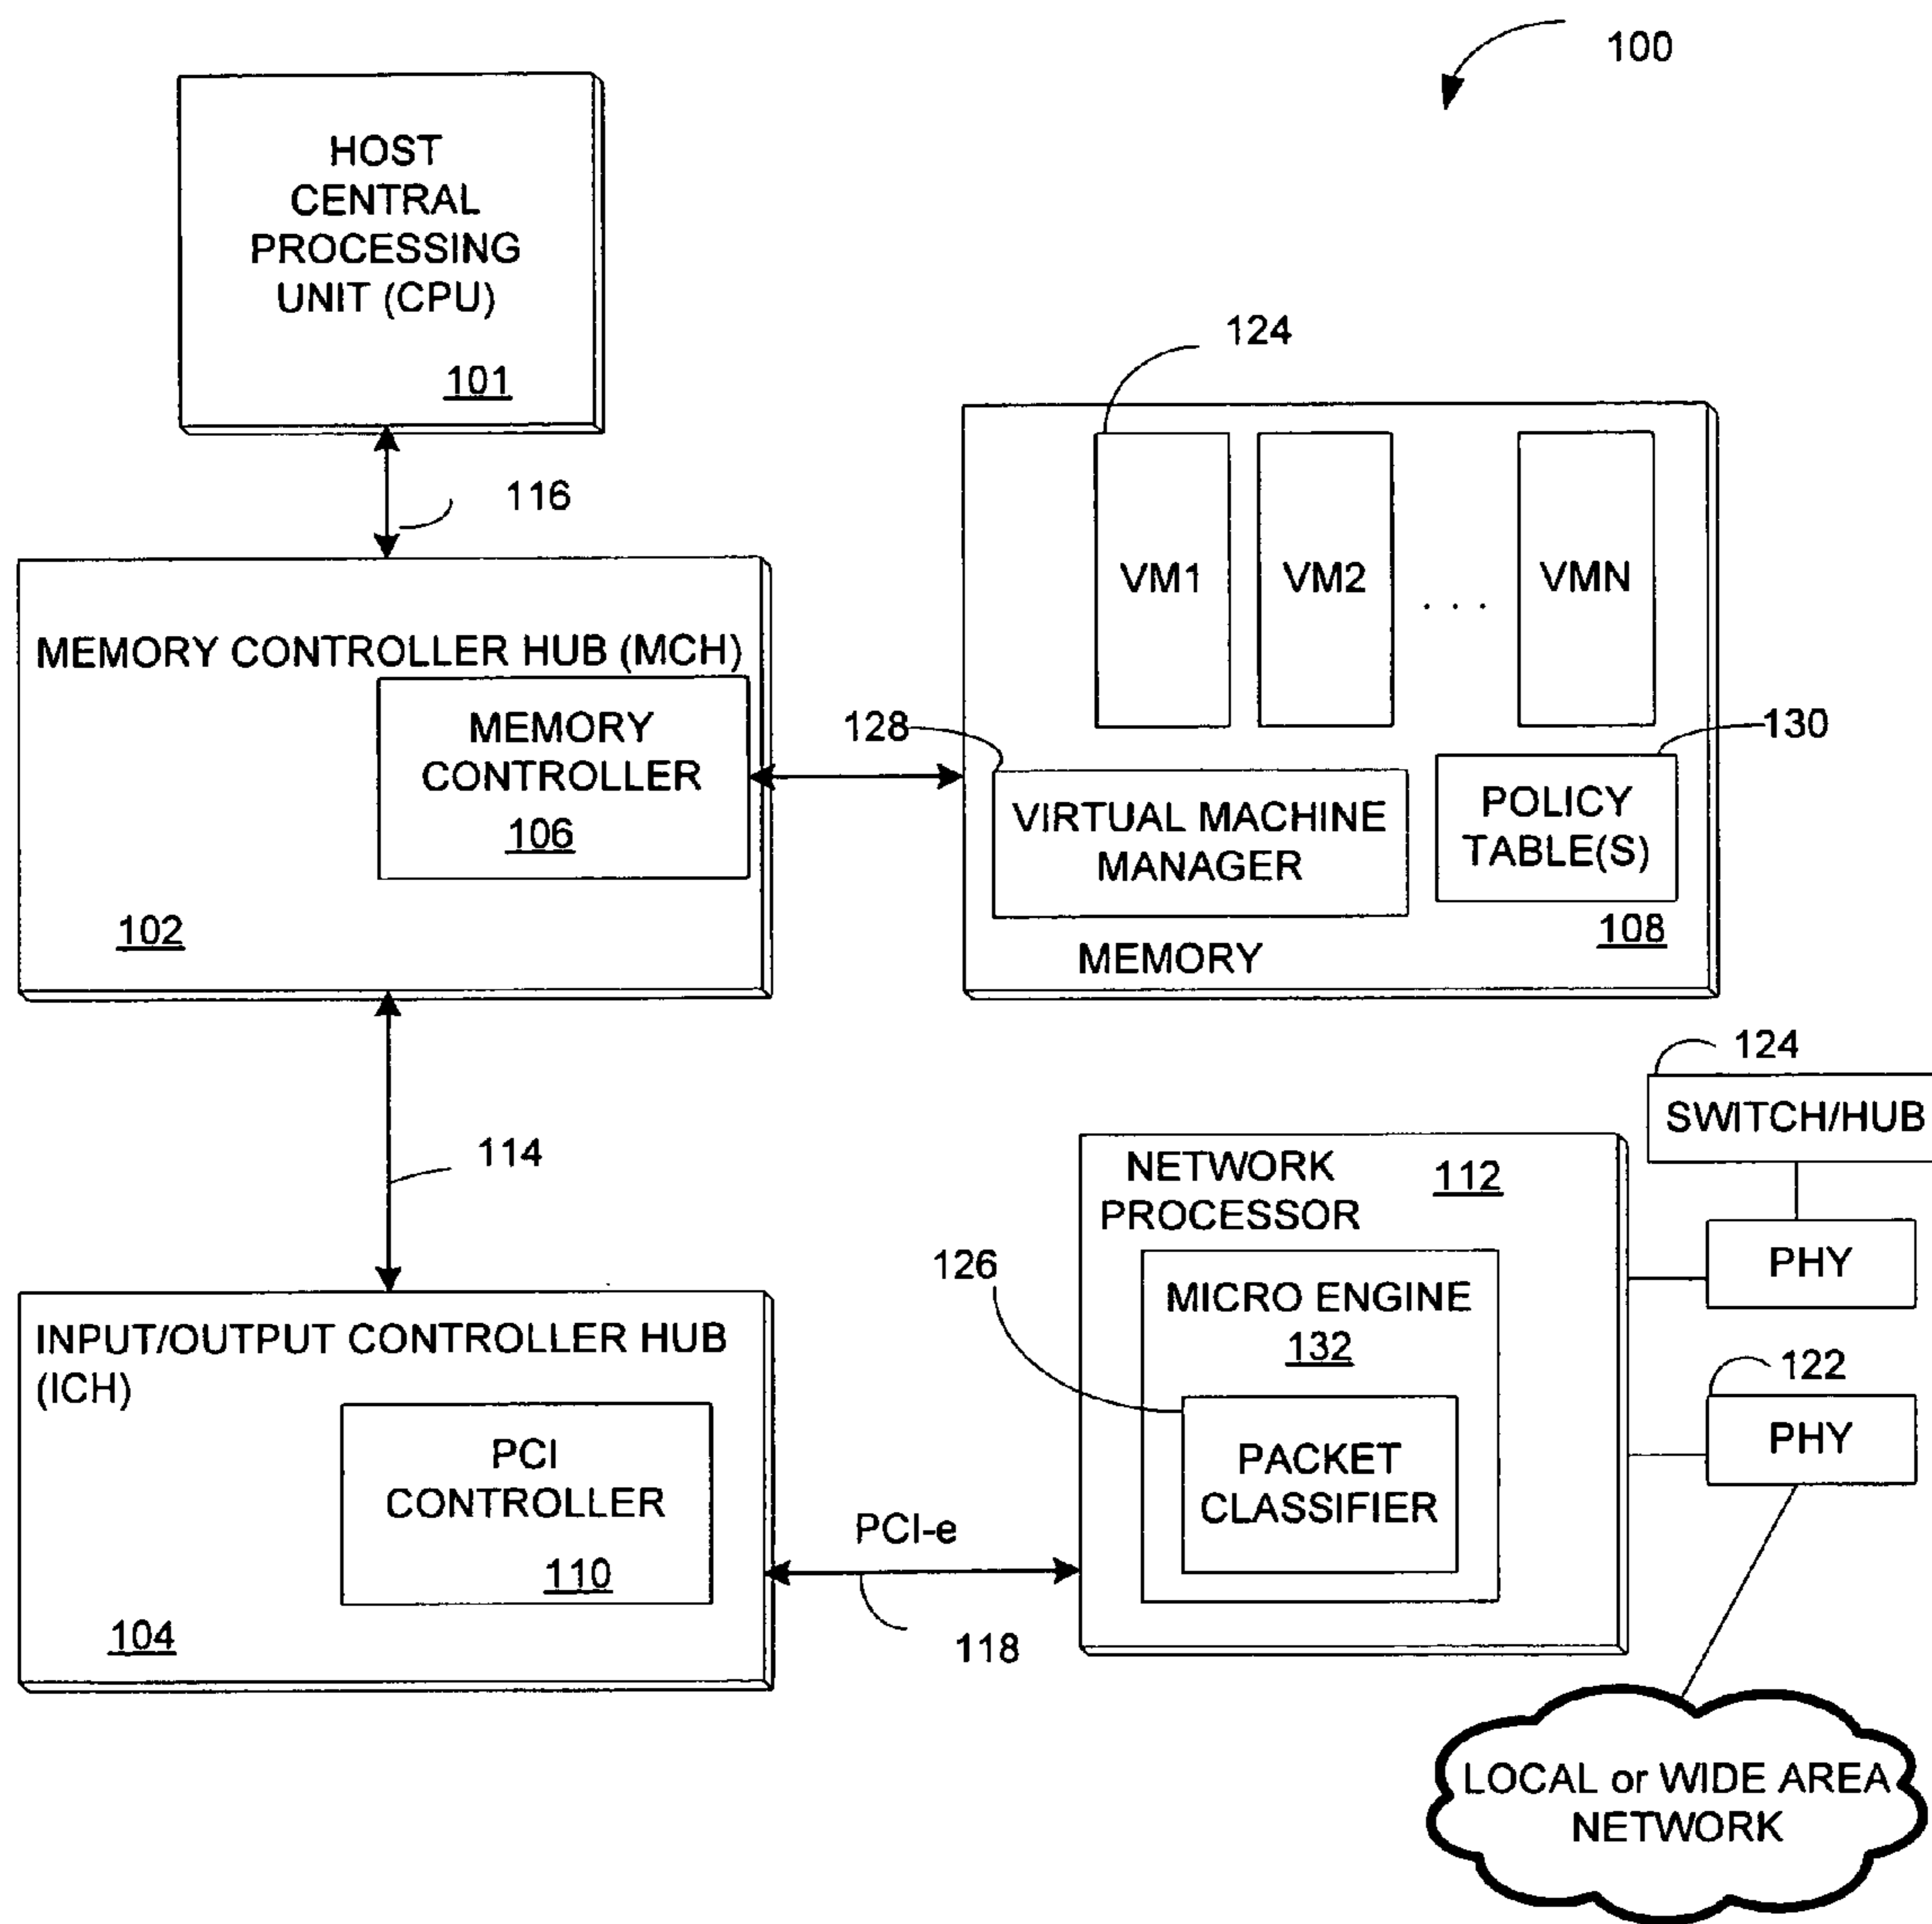 100
HOST
CENTRAL
PROCESSING
UNIT (CPU)
101
116
124
VM1
VM2
. . .
VMN
MEMORY CONTROLLER HUB (MCH)
MEMORY
CONTROLLER
106
102
128
130
VIRTUAL MACHINE
MANAGER
POLICY
TABLE(S)
108
MEMORY
114
124
SWITCH/HUB
NETWORK
PROCESSOR
112
PHY
126
MICRO ENGINE
132
122
PHY
PACKET
CLASSIFIER
INPUT/OUTPUT CONTROLLER HUB
(ICH)
PCI
CONTROLLER
110
104
PCI-e
118
LOCAL or WIDE AREA
NETWORK